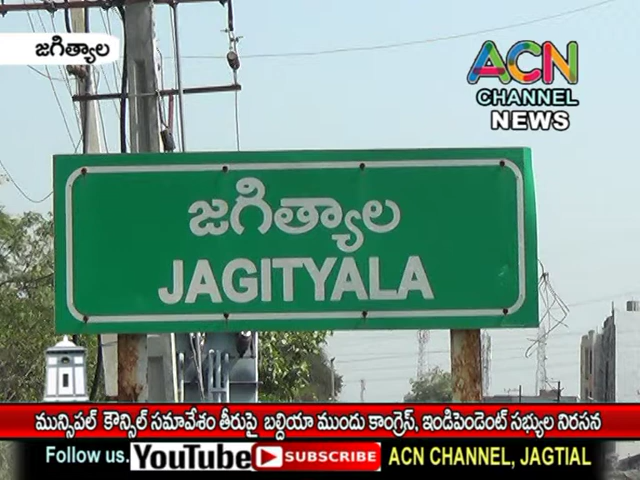 జగిత్యాల
ACN
CHANNEL
NEWS
జగిత్యాల
JAGITYALA
మున్సిపల్ కౌన్సిల్ సమావేశం తీరుపై బల్దియా ముందు కాంగ్రెస్, ఇండిపెండెంట్ సభ్యుల నిరసన
Follow us. YouTube SUBSCRIBE ACN CHANNEL, JAGTIAL